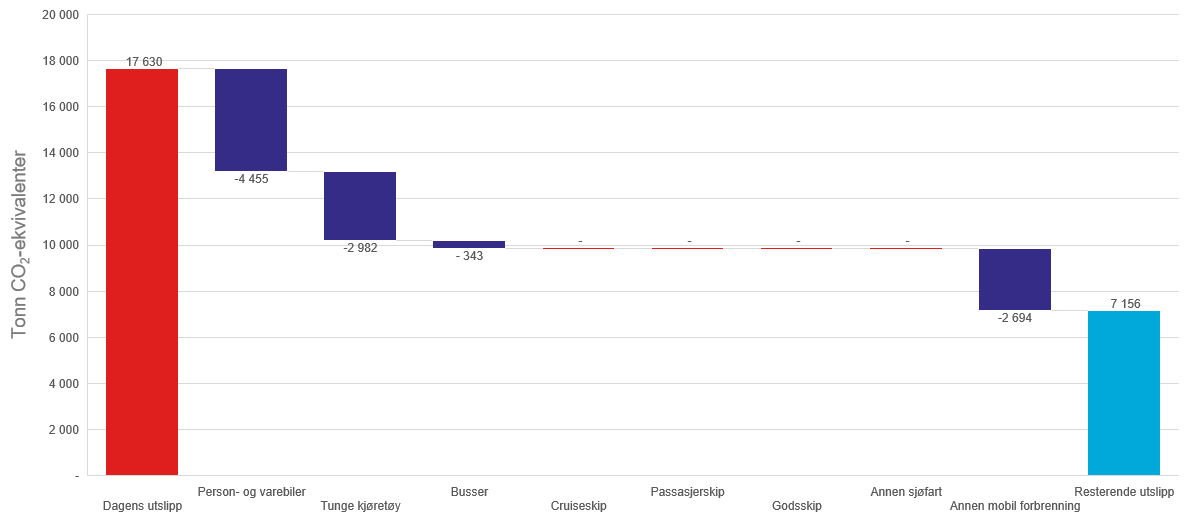 20 000
18 000
16 000
14 000
12 000
10 000
8 000
6 000
4 000
2 000
-
Tonn CO₂-ekvivalenter
17 630
-4 455
-2 982
- 343
-
-
-
-
-2 694
7 156
Dagens utslipp
Person- og varebiler
Tunge kjøretøy
Busser
Cruiseskip
Passasjerskip
Godsskip
Annen sjøfart
Annen mobil forbrenning
Resterende utslipp